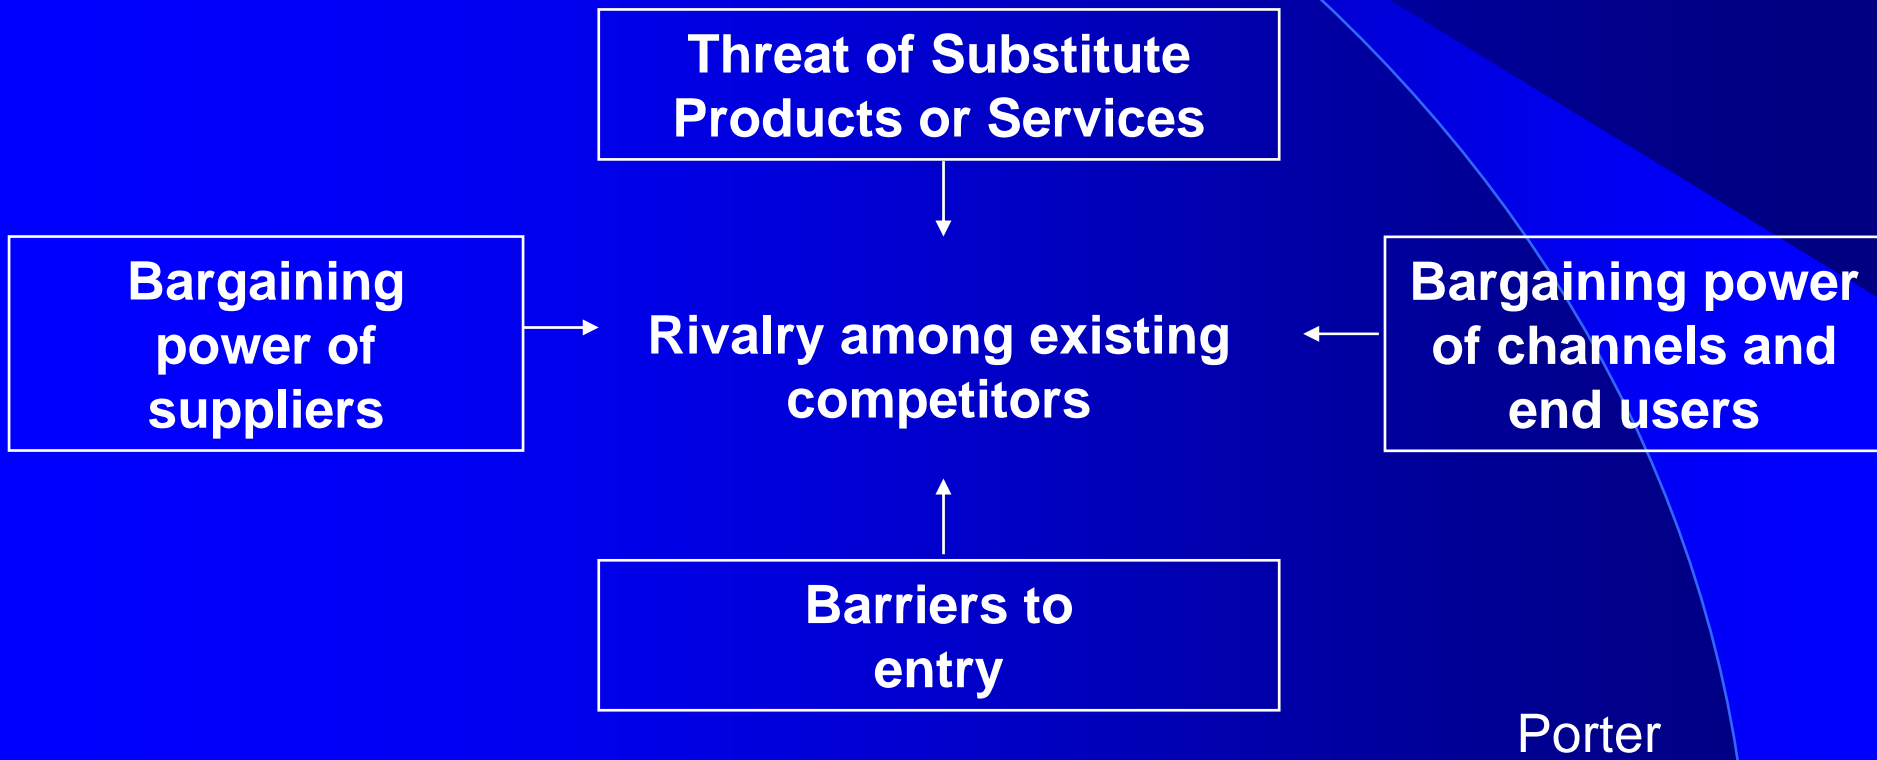 Threat of Substitute
Products or Services
Bargaining
power of
suppliers
Rivalry among existing
competitors
Bargaining power
of channels and
end users
Barriers to
entry
Porter